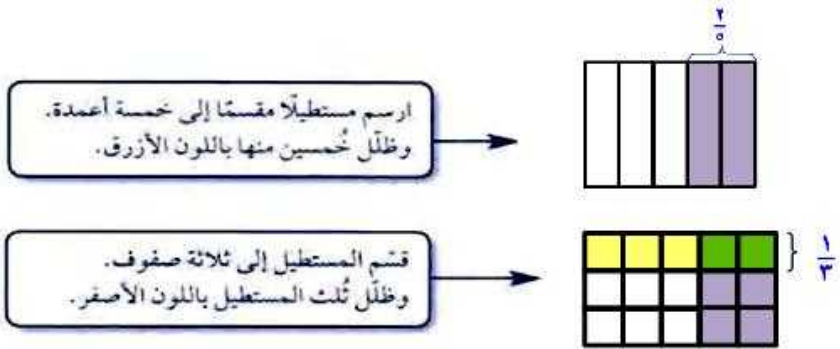 ٢
٥
ارسم مستطيلًا مقسمًا إلى خمسة أعمدة.
وظلّل خُمسين منها باللون الأزرق.
قسّم المستطيل إلى ثلاثة صفوف.
وظلّل ثُلث المستطيل باللون الأصفر.
١
٣